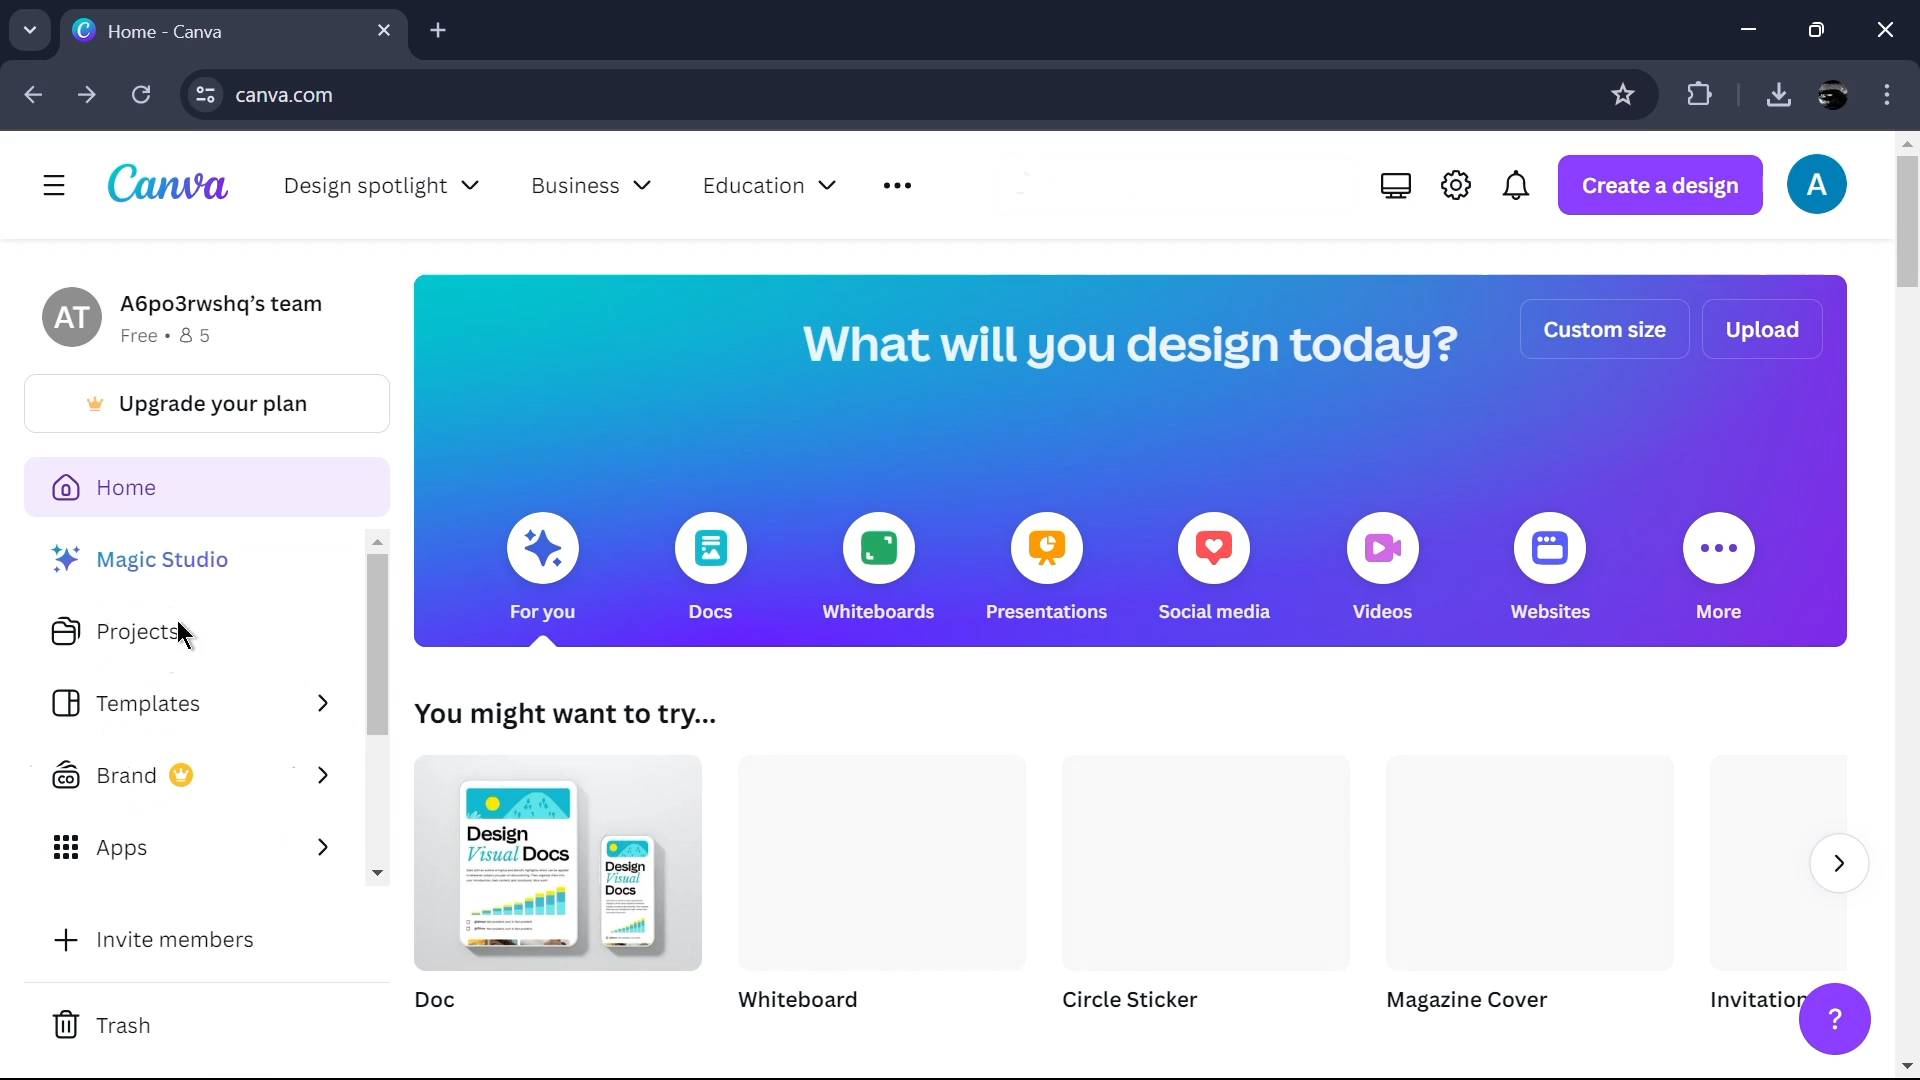 Home - Canva
canva.com
Canva
Design spotlight
Business
Education
Create a design
A
AT
A6po3rwshq's team
Free • 5
Upgrade your plan
Home
Magic Studio
Projects
Templates
Brand
Apps
Invite members
Trash
What will you design today?
Custom size
Upload
For you
Docs
Whiteboards
Presentations
Social media
Videos
Websites
More
You might want to try...
Design
Visual Docs
Design
Visual
Docs
Doc
Whiteboard
Circle Sticker
Magazine Cover
Invitation
?